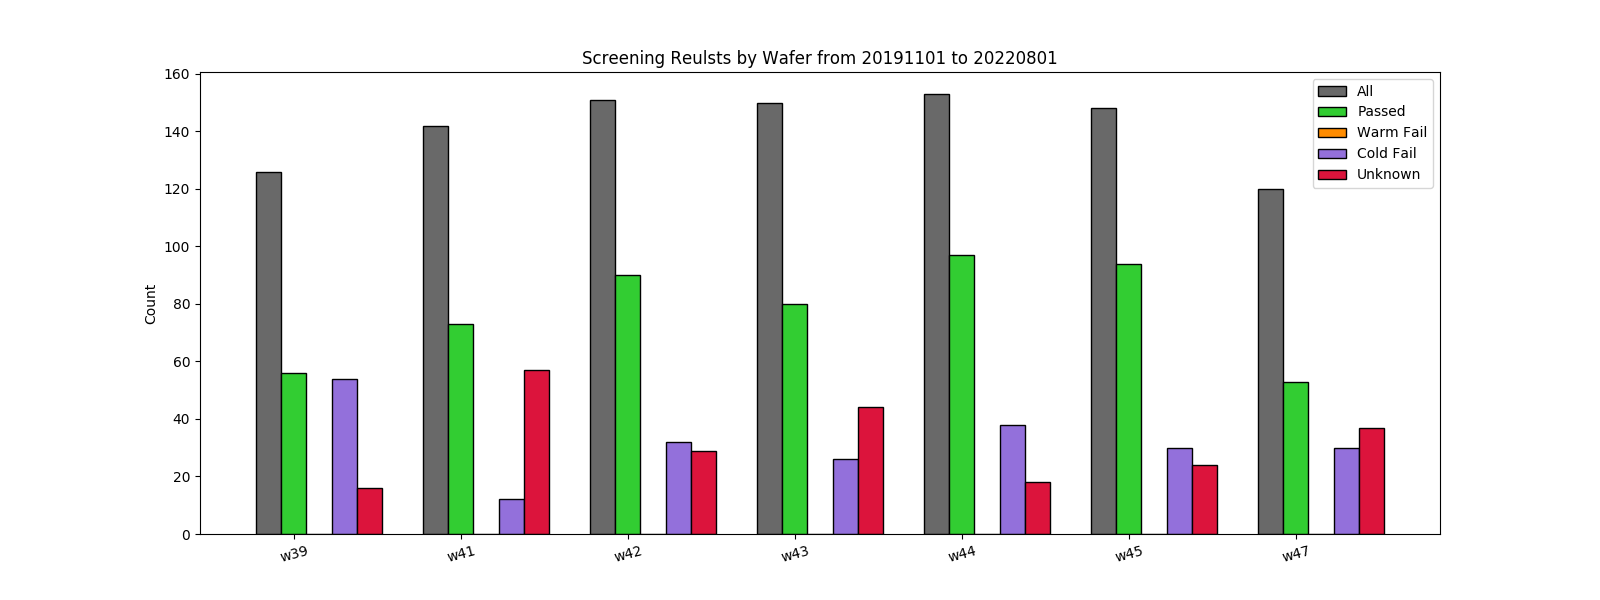 Screening Reulsts by Wafer from 20191101 to 20220801
160
140
120
100
80
60
40
20
0
Count
All
Passed
Warm Fail
Cold Fail
Unknown
w39
w41
w42
w43
w44
w45
w47